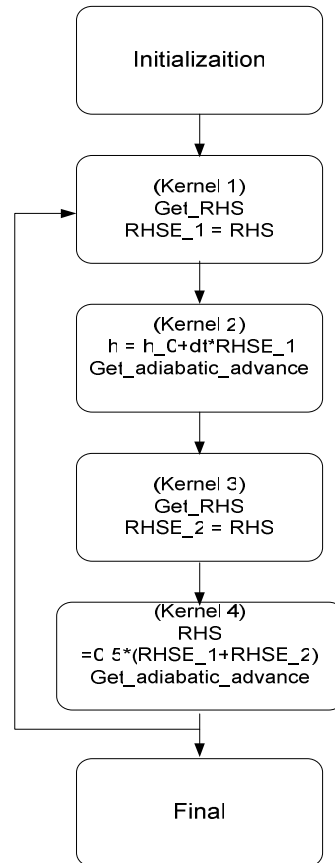 Initializaition
(Kernel 1)
Get_RHS
RHSE_1 = RHS
(Kernel 2)
h = h_0+dt*RHSE_1
Get_adiabatic_advance
(Kernel 3)
Get_RHS
RHSE_2 = RHS
(Kernel 4)
RHS
=0 5*(RHSE_1+RHSE_2)
Get_adiabatic_advance
Final